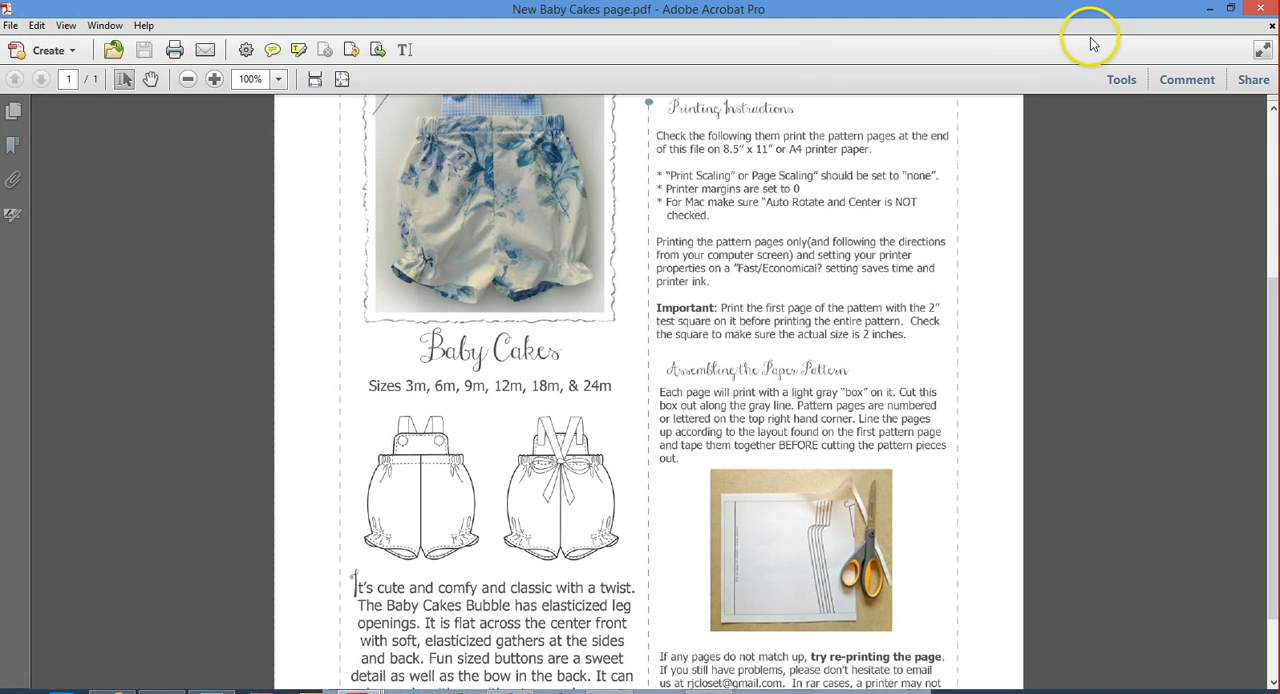 New Baby Cakes page.pdf - Adobe Acrobat Pro
File Edit View Window Help
Create
1 / 1
100%
Tools Comment Share
Baby Cakes
Sizes 3m, 6m, 9m, 12m, 18m, & 24m
It's cute and comfy and classic with a twist.
The Baby Cakes Bubble has elasticized leg
openings. It is flat across the center front
with soft, elasticized gathers at the sides
and back. Fun sized buttons are a sweet
detail as well as the bow in the back. It can
Printing Instructions
Check the following them print the pattern pages at the end
of this file on 8.5" x 11" or A4 printer paper.
* "Print Scaling" or Page Scaling" should be set to "none".
* Printer margins are set to 0
* For Mac make sure "Auto Rotate and Center is NOT
checked.
Printing the pattern pages only(and following the directions
from your computer screen) and setting your printer
properties on a "Fast/Economical? setting saves time and
printer ink.
Important: Print the first page of the pattern with the 2"
test square on it before printing the entire pattern. Check
the square to make sure the actual size is 2 inches.
Assembling the Paper Pattern
Each page will print with a light gray "box" on it. Cut this
box out along the gray line. Pattern pages are numbered
or lettered on the top right hand corner. Line the pages
up according to the layout found on the first pattern page
and tape them together BEFORE cutting the pattern pieces
out.
If any pages do not match up, try re-printing the page.
If you still have problems, please don't hesitate to email
us at rjcloset@gmail.com. In rar cases, a printer may not